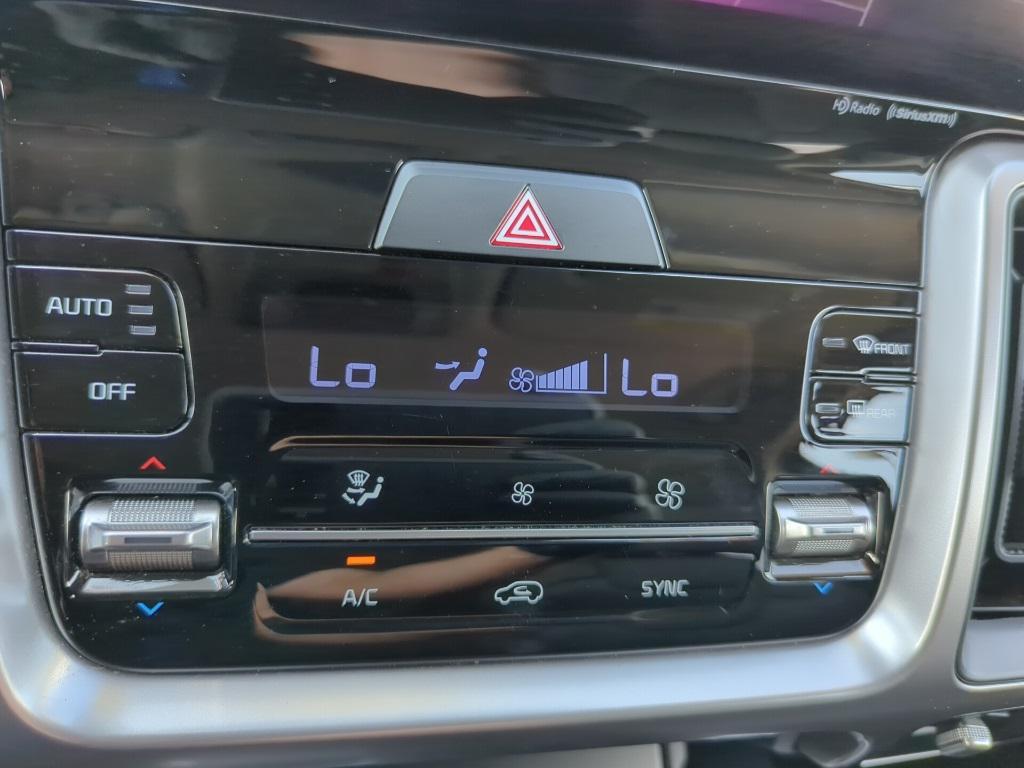 HD Radio ((SiriusXM))
AUTO
OFF
Lo Lo
FRONT
REAR
A/C
SYNC